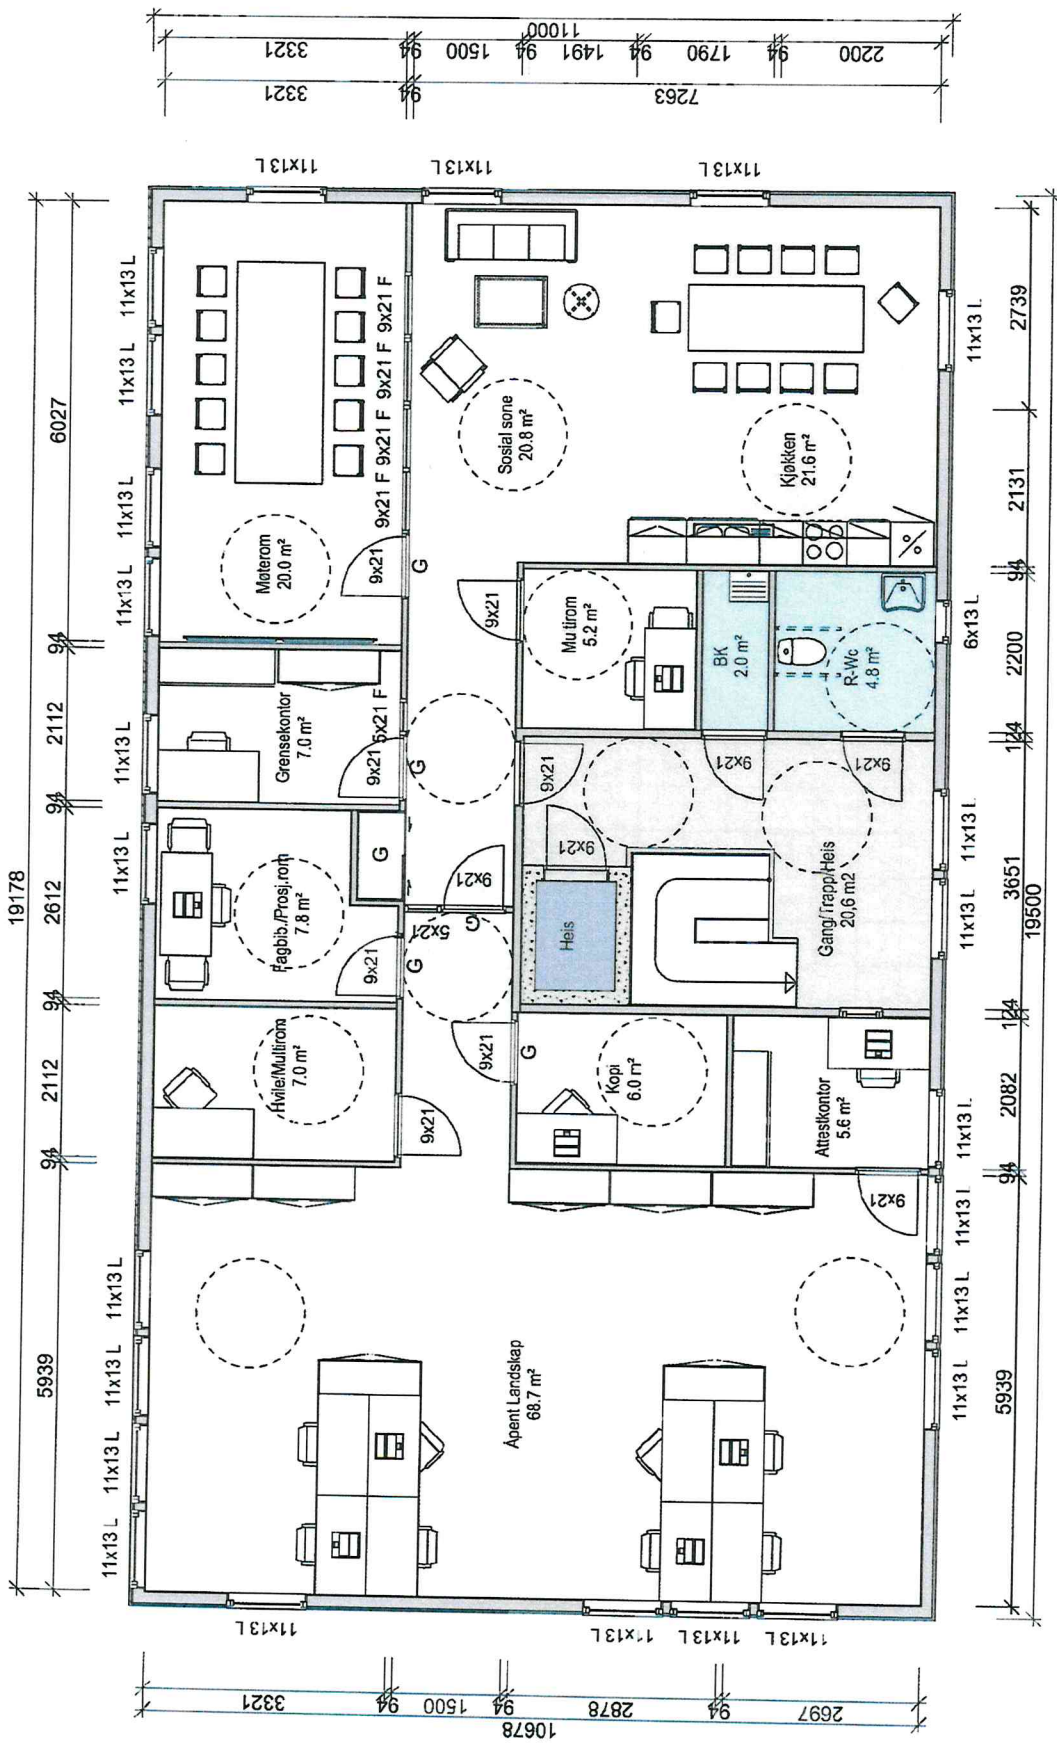 19178
5939
94
2112
94
2612
94
2112
94
6027
11x13 L
11x13 L
11x13 L
11x13 L
11x13 L
11x13 L
11x13 L
11x13 L
11x13 L
11x13 L
10678
3321
94
1500
94
2878
94
2697
11x13 L
11x13 L
11x13 L
11x13 L
Åpent Landskap
68.7 m²
Hvile/Multirom
7.0 m²
9x21
Fagbib./Prosj.rom
7.8 m²
9x21
G
G
Grensekontor
7.0 m²
9x21
5x21 F
G
Møterom
20.0 m²
9x21
G
9x21 F
9x21 F
9x21 F
9x21 F
5x21
G
9x21
9x21
G
Kopi
6.0 m²
Attestkontor
5.6 m²
9x21
Heis
9x21
9x21
Gang/Trapp/Heis
20,6 m2
9x21
9x21
9x21
Multirom
5.2 m²
BK
2.0 m²
R-Wc
4.8 m²
Sosial sone
20.8 m²
Kjøkken
21.6 m²
11x13 L
11x13 L
11x13 L
3321
94
7263
3321
94
1500
94
1491
94
1790
94
2200
11000
11x13 L
11x13 L
11x13 L
11x13 L
11x13 L
11x13 L
6x13 L
11x13 L
5939
94
2082
124
3651
124
2200
94
2131
2739
19500